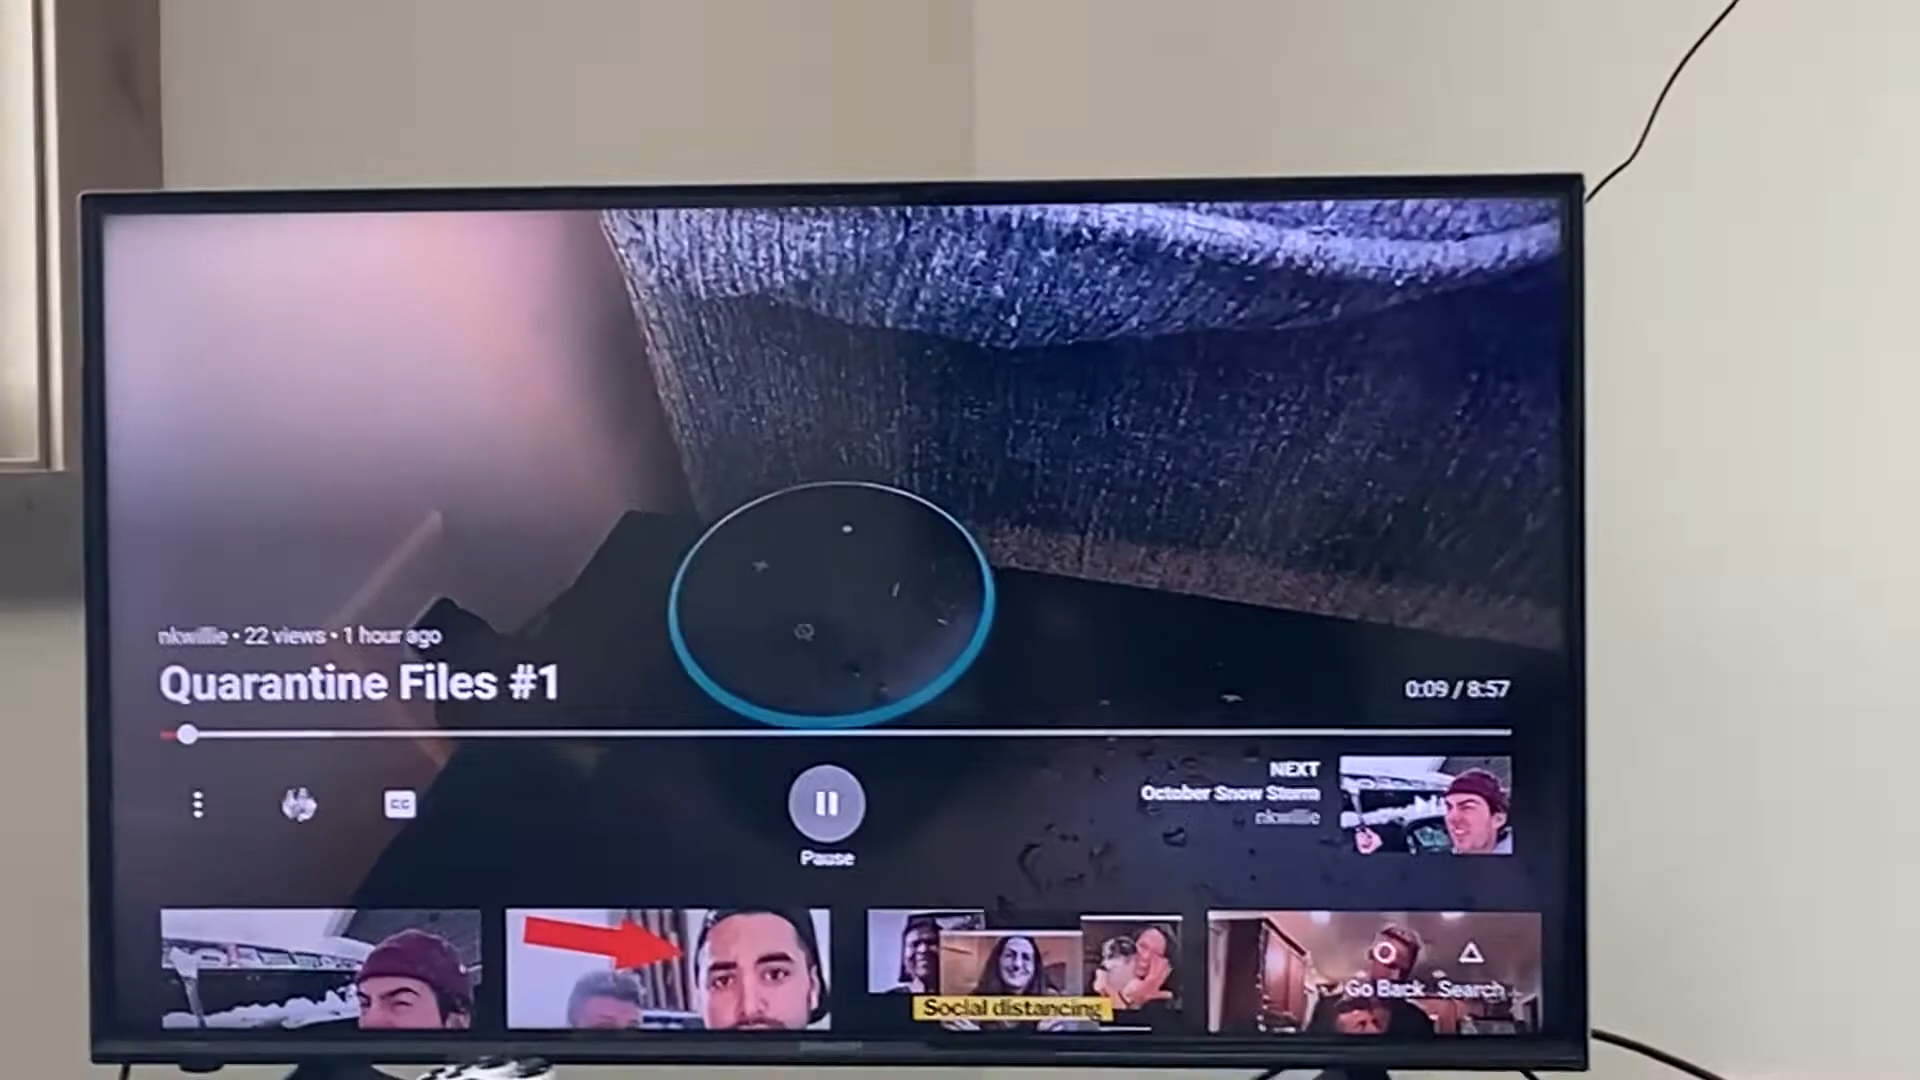 nkwillie • 22 views • 1 hour ago
Quarantine Files #1
0:09 / 8:57
NEXT
October Snow Storm
nkwillie
CC
Pause
Social distancing
Go Back
Search